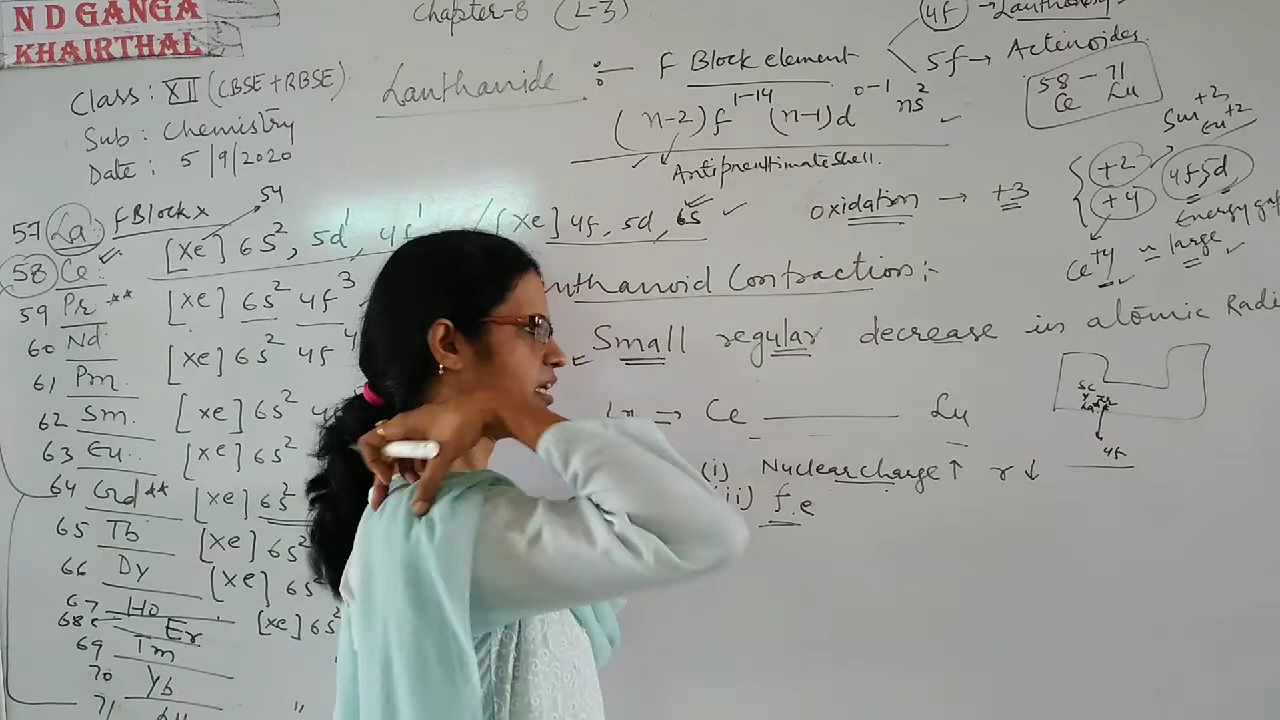 N D GANGA
KHAIRTHAL
Chapter-8 (L-3)
Class: XII (CBSE + RBSE)
Sub: Chemistry
Date: 5/9/2020
Lanthanide :- F Block element
4f →
5f → Actinoides
58 - 71
Ce Lu
(n-2)f 1-14 (n-1)d 0-1 ns 2
Antipenultimate shell.
oxidation → +3
+2
+4
Sm +2, Eu +2
4f 5d,
Energy
Ce +4 = large
57 La: f Block x 54
58 Ce: [Xe] 6s2, 5d1 4f1 / [Xe] 4f, 5d, 6s
59 Pr ** [Xe] 6s2 4f3
60 Nd [Xe] 6s2 4f4
61 Pm
62 Sm. [Xe] 6s2
63 Eu.. [Xe] 6s2
64 Gd** [Xe] 6s2
65 Tb [Xe] 6s
66 Dy [Xe] 6s
67 Ho
68 Er [Xe] 6s2
69 Tm
70 Yb "
71 Lu
nthanoid Contraction:-
Small regular decrease in atomic Radi
⇒ Ce Lu
(i) Nuclear charge ↑ r ↓
ii) f.e
Sc
Y
4f